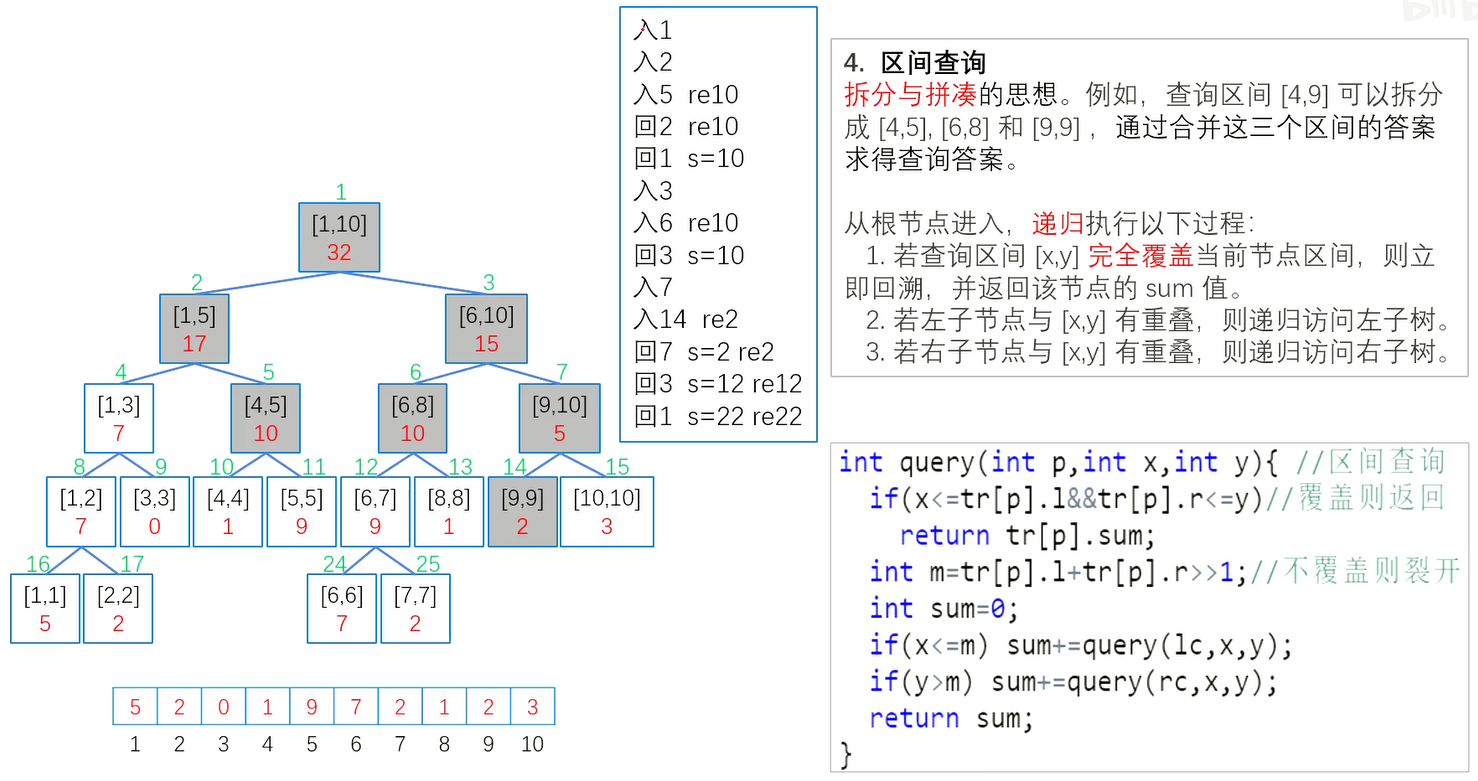 1
[1,10]
32
2
3
[1,5]
17
[6,10]
15
4
5
6
7
[1,3]
7
[4,5]
10
[6,8]
10
[9,10]
5
8
9
10
11
12
13
14
15
[1,2]
7
[3,3]
0
[4,4]
1
[5,5]
9
[6,7]
9
[8,8]
1
[9,9]
2
[10,10]
3
16
17
24
25
[1,1]
5
[2,2]
2
[6,6]
7
[7,7]
2
5 2 0 1 9 7 2 1 2 3
1 2 3 4 5 6 7 8 9 10
入1
入2
入5 re10
回2 re10
回1 s=10
入3
入6 re10
回3 s=10
入7
入14 re2
回7 s=2 re2
回3 s=12 re12
回1 s=22 re22
4. 区间查询
拆分与拼凑的思想。例如，查询区间 [4,9] 可以拆分
成 [4,5], [6,8] 和 [9,9] ，通过合并这三个区间的答案
求得查询答案。
从根节点进入，递归执行以下过程：
1. 若查询区间 [x,y] 完全覆盖当前节点区间，则立
即回溯，并返回该节点的 sum 值。
2. 若左子节点与 [x,y] 有重叠，则递归访问左子树。
3. 若右子节点与 [x,y] 有重叠，则递归访问右子树。
int query(int p,int x,int y){ //区间查询
if(x<=tr[p].l&&tr[p].r<=y)//覆盖则返回
return tr[p].sum;
int m=tr[p].l+tr[p].r>>1;//不覆盖则裂开
int sum=0;
if(x<=m) sum+=query(lc,x,y);
if(y>m) sum+=query(rc,x,y);
return sum;
}